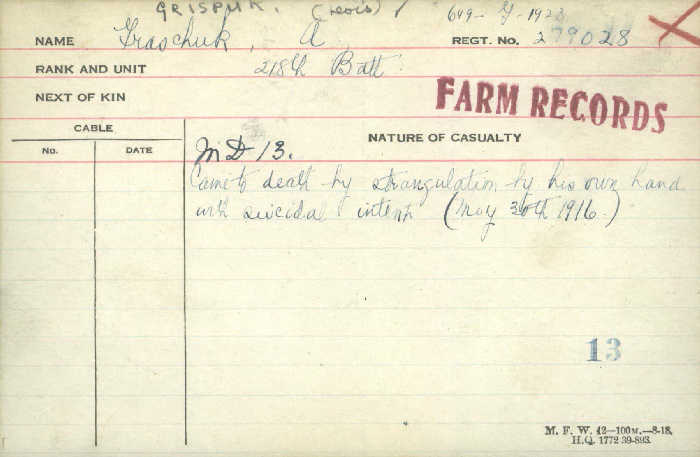 GRISPUK. (Leois) 649-G-1923
NAME Graschuk, A REGT. No. 279028
RANK AND UNIT 218th Batt.
NEXT OF KIN
FARM RECORDS
CABLE
No. DATE
NATURE OF CASUALTY
M D 13.
Came to death by strangulation by his own hand
with suicidal intent (May 30th 1916.)
13
M. F. W. 42—100M.—8-18.
H.Q. 1772 39-893.